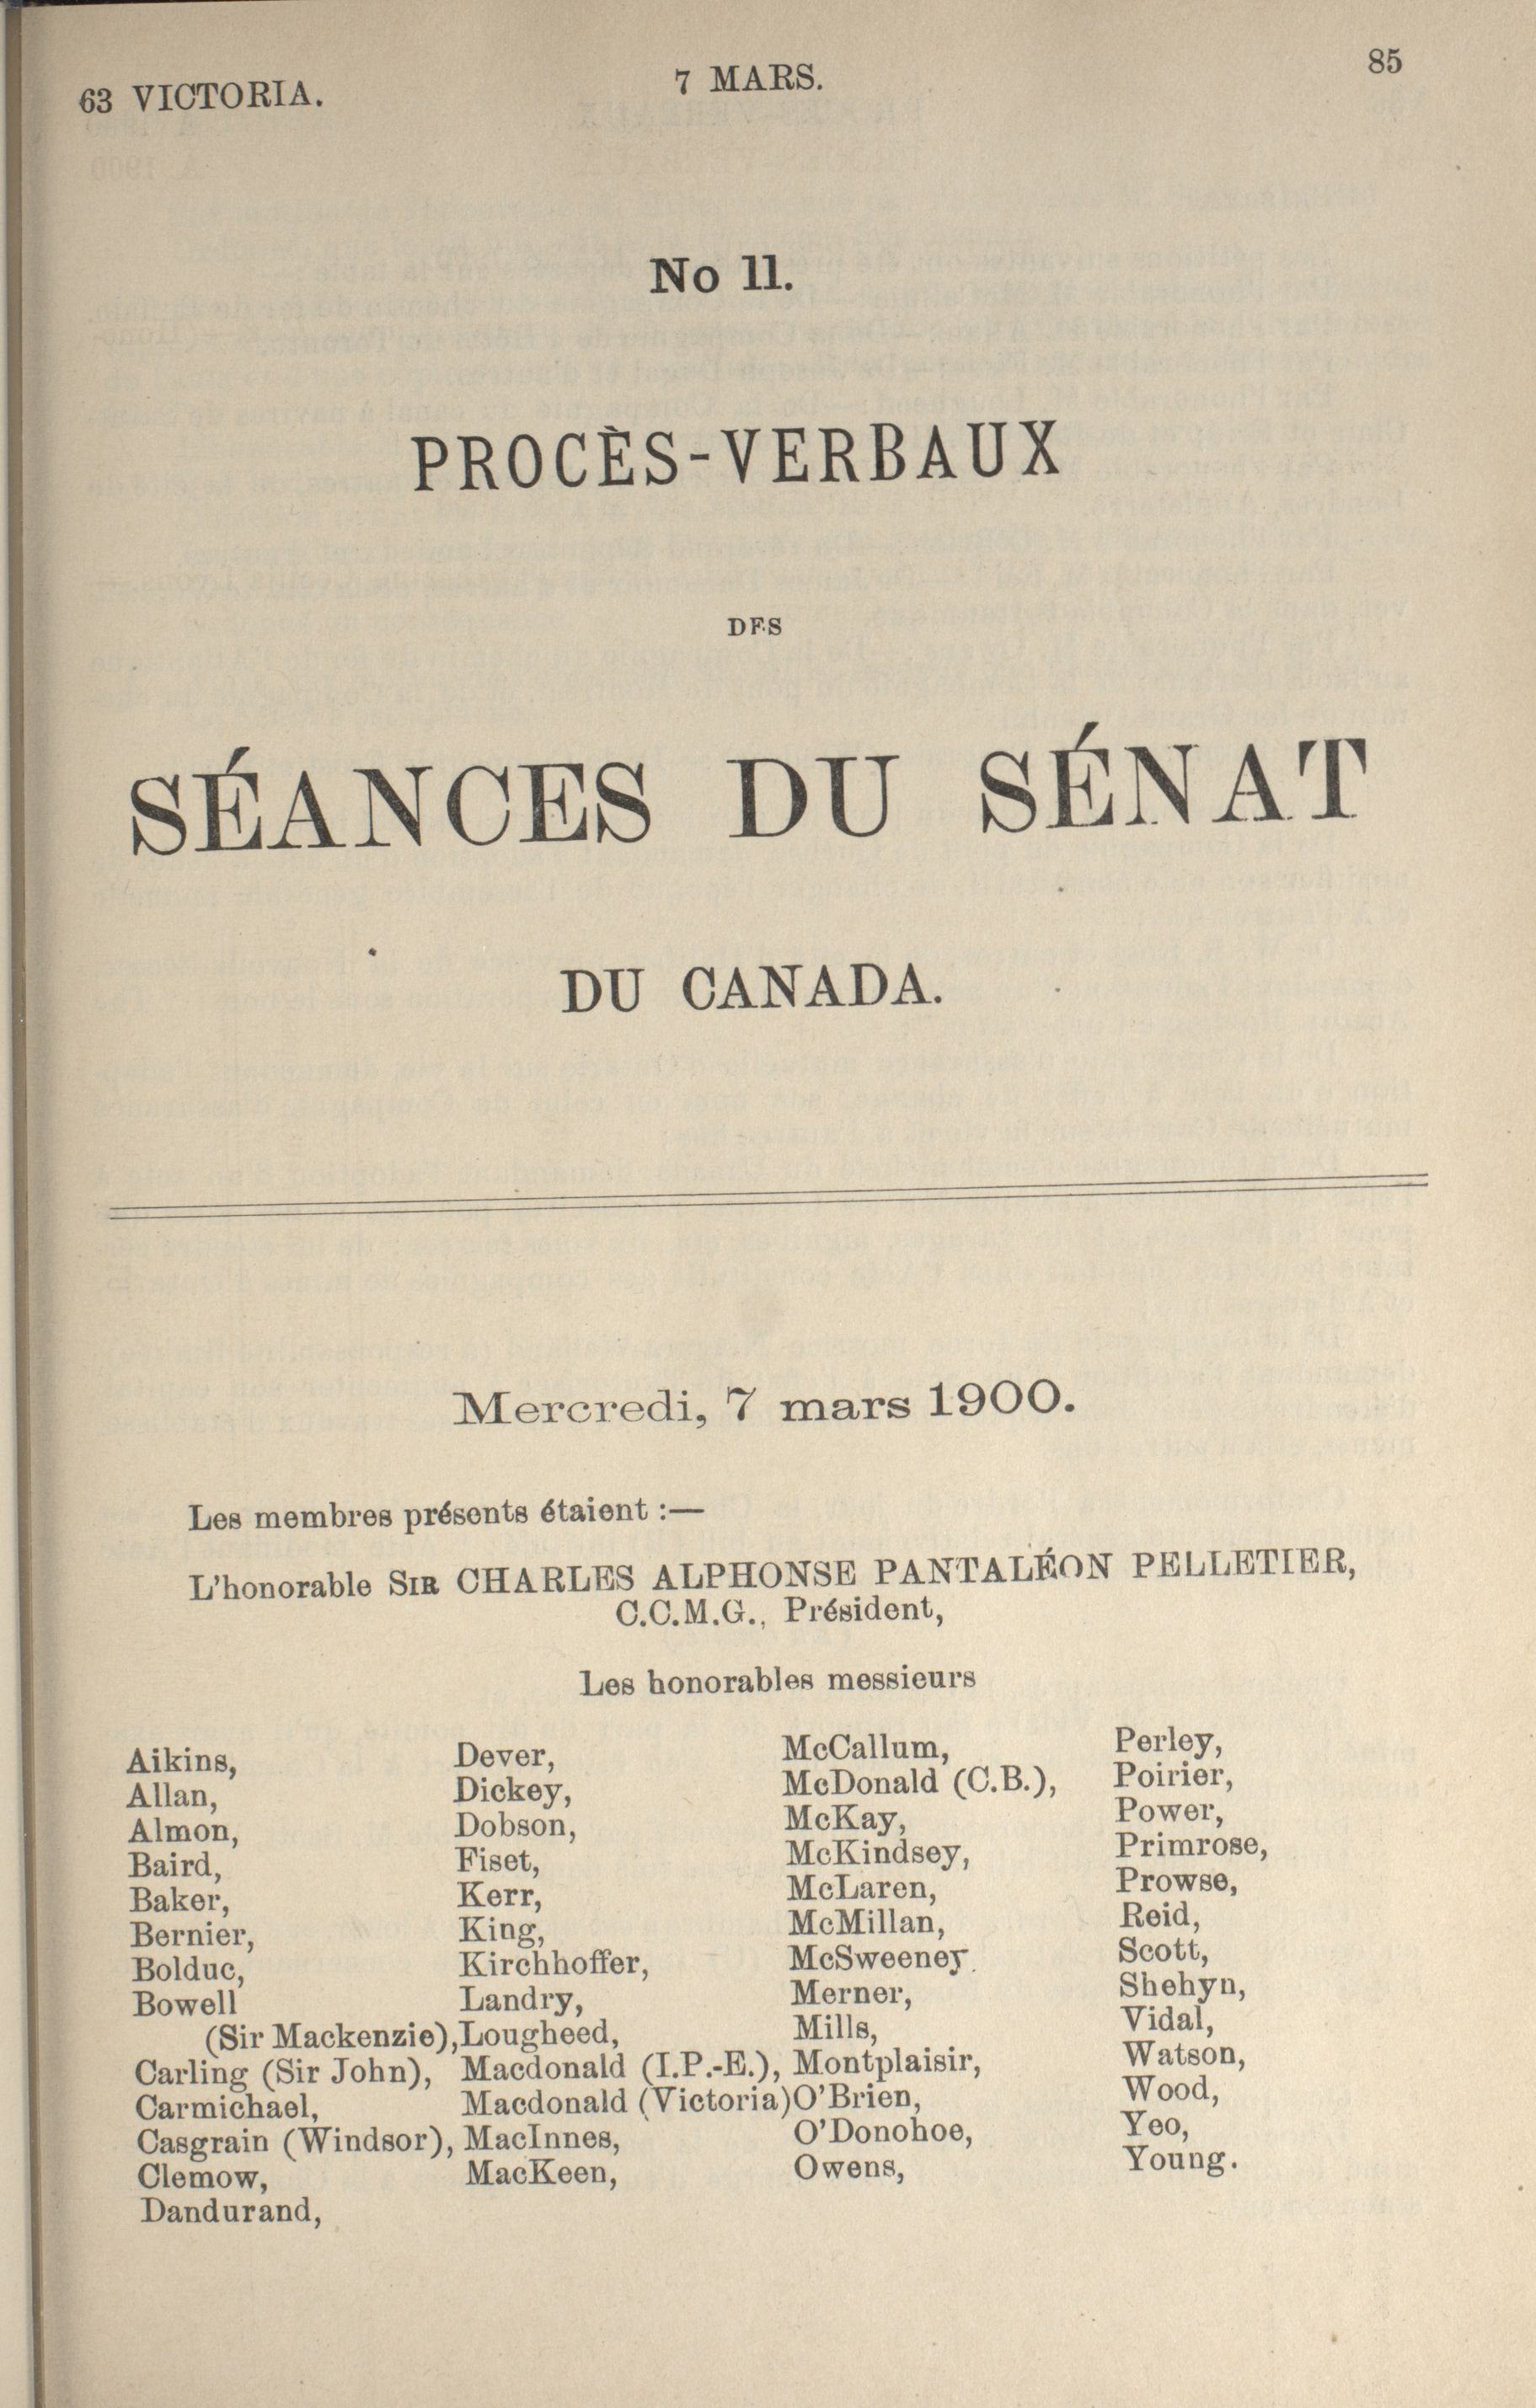 63 VICTORIA.
7 MARS.
85
No 11.
PROCÈS-VERBAUX
DES
SÉANCES DU SÉNAT
DU CANADA.
Mercredi, 7 mars 1900.
Les membres présents étaient :—
L'honorable SIR CHARLES ALPHONSE PANTALÉON PELLETIER,
C.C.M.G., Président,
Les honorables messieurs
Aikins,
Allan,
Almon,
Baird,
Baker,
Bernier,
Bolduc,
Bowell
(Sir Mackenzie),
Carling (Sir John),
Carmichael,
Casgrain (Windsor),
Clemow,
Dandurand,
Dever,
Dickey,
Dobson,
Fiset,
Kerr,
King,
Kirchhoffer,
Landry,
Lougheed,
Macdonald (I.P.-E.),
Macdonald (Victoria)
MacInnes,
MacKeen,
McCallum,
McDonald (C.B.),
McKay,
McKindsey,
McLaren,
McMillan,
McSweeney.
Merner,
Mills,
Montplaisir,
O'Brien,
O'Donohoe,
Owens,
Perley,
Poirier,
Power,
Primrose,
Prowse,
Reid,
Scott,
Shehyn,
Vidal,
Watson,
Wood,
Yeo,
Young.